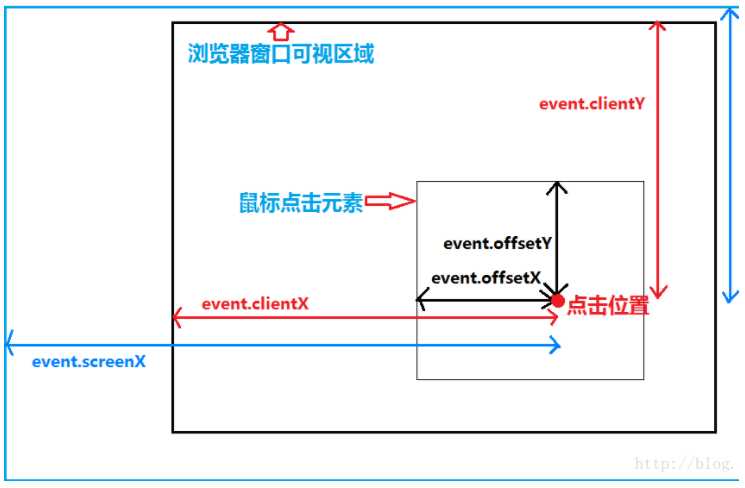 浏览器窗口可视区域
event.clientY
鼠标点击元素
event.offsetY
event.offsetX
event.clientX
点击位置
event.screenX
http://blog.